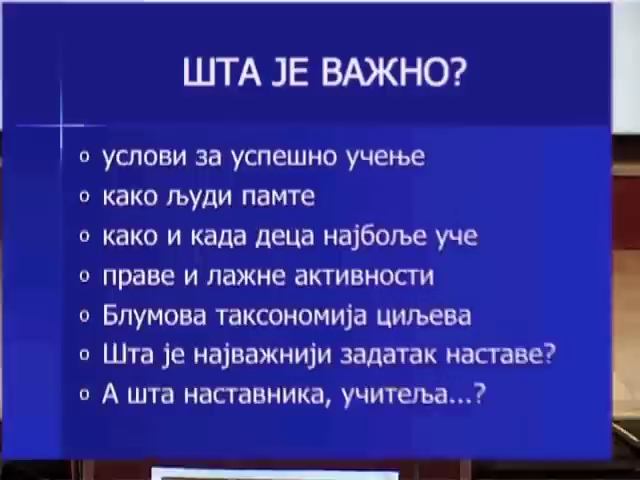 ШТА ЈЕ ВАЖНО?
o услови за успешно учење
o како људи памте
o како и када деца најбоље уче
o праве и лажне активности
o Блумова таксономија циљева
o Шта је најважнији задатак наставе?
o А шта наставника, учитеља...?